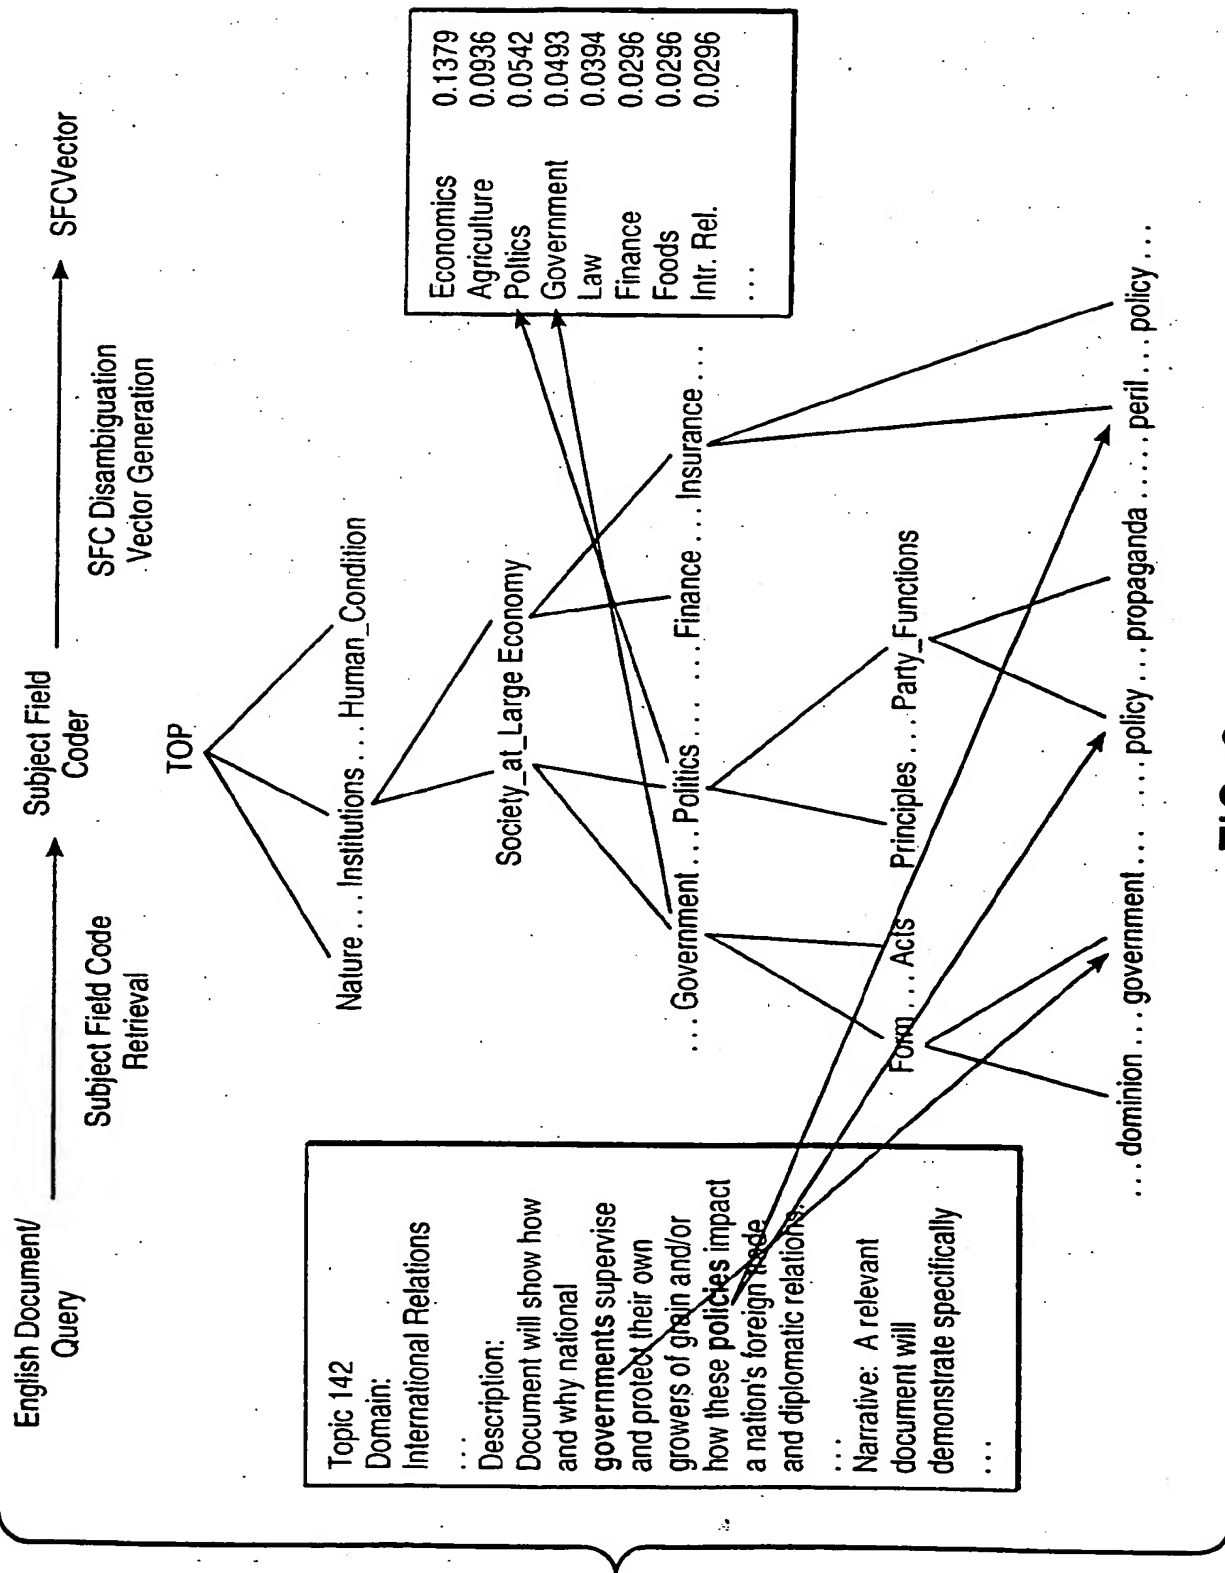 English Document/
Query
Subject Field Code
Retrieval
Subject Field
Coder
SFC Disambiguation
Vector Generation
SFCVector
TOP
Nature . . . . Institutions . . . . Human_Condition
Society_at_Large Economy
. . . . Government . . . . Politics . . . . . . . . Finance . . . . Insurance . . . .
Form . . . . Acts Principles . . . . Party_Functions
. . . . dominion . . . . government . . . . . . . . policy . . . . propaganda . . . . . . peril . . . . policy . . .
Topic 142
Domain:
International Relations
. . .
Description:
Document will show how
and why national
governments supervise
and protect their own
growers of grain and/or
how these policies impact
a nation's foreign trade
and diplomatic relations.
. . .
Narrative: A relevant
document will
demonstrate specifically
. . .
Economics 0.1379
Agriculture 0.0936
Poltics 0.0542
Government 0.0493
Law 0.0394
Finance 0.0296
Foods 0.0296
Intr. Rel. 0.0296
. . .